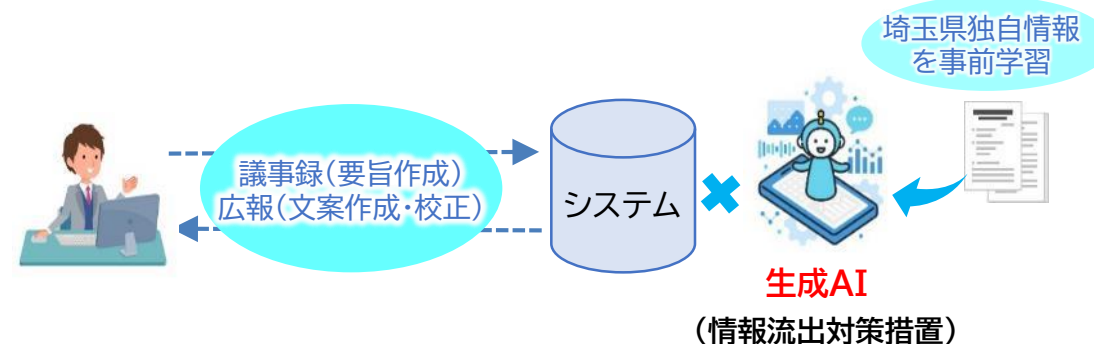 埼玉県独自情報
を事前学習
議事録(要旨作成)
広報(文案作成・校正)
システム
生成AI
(情報流出対策措置)